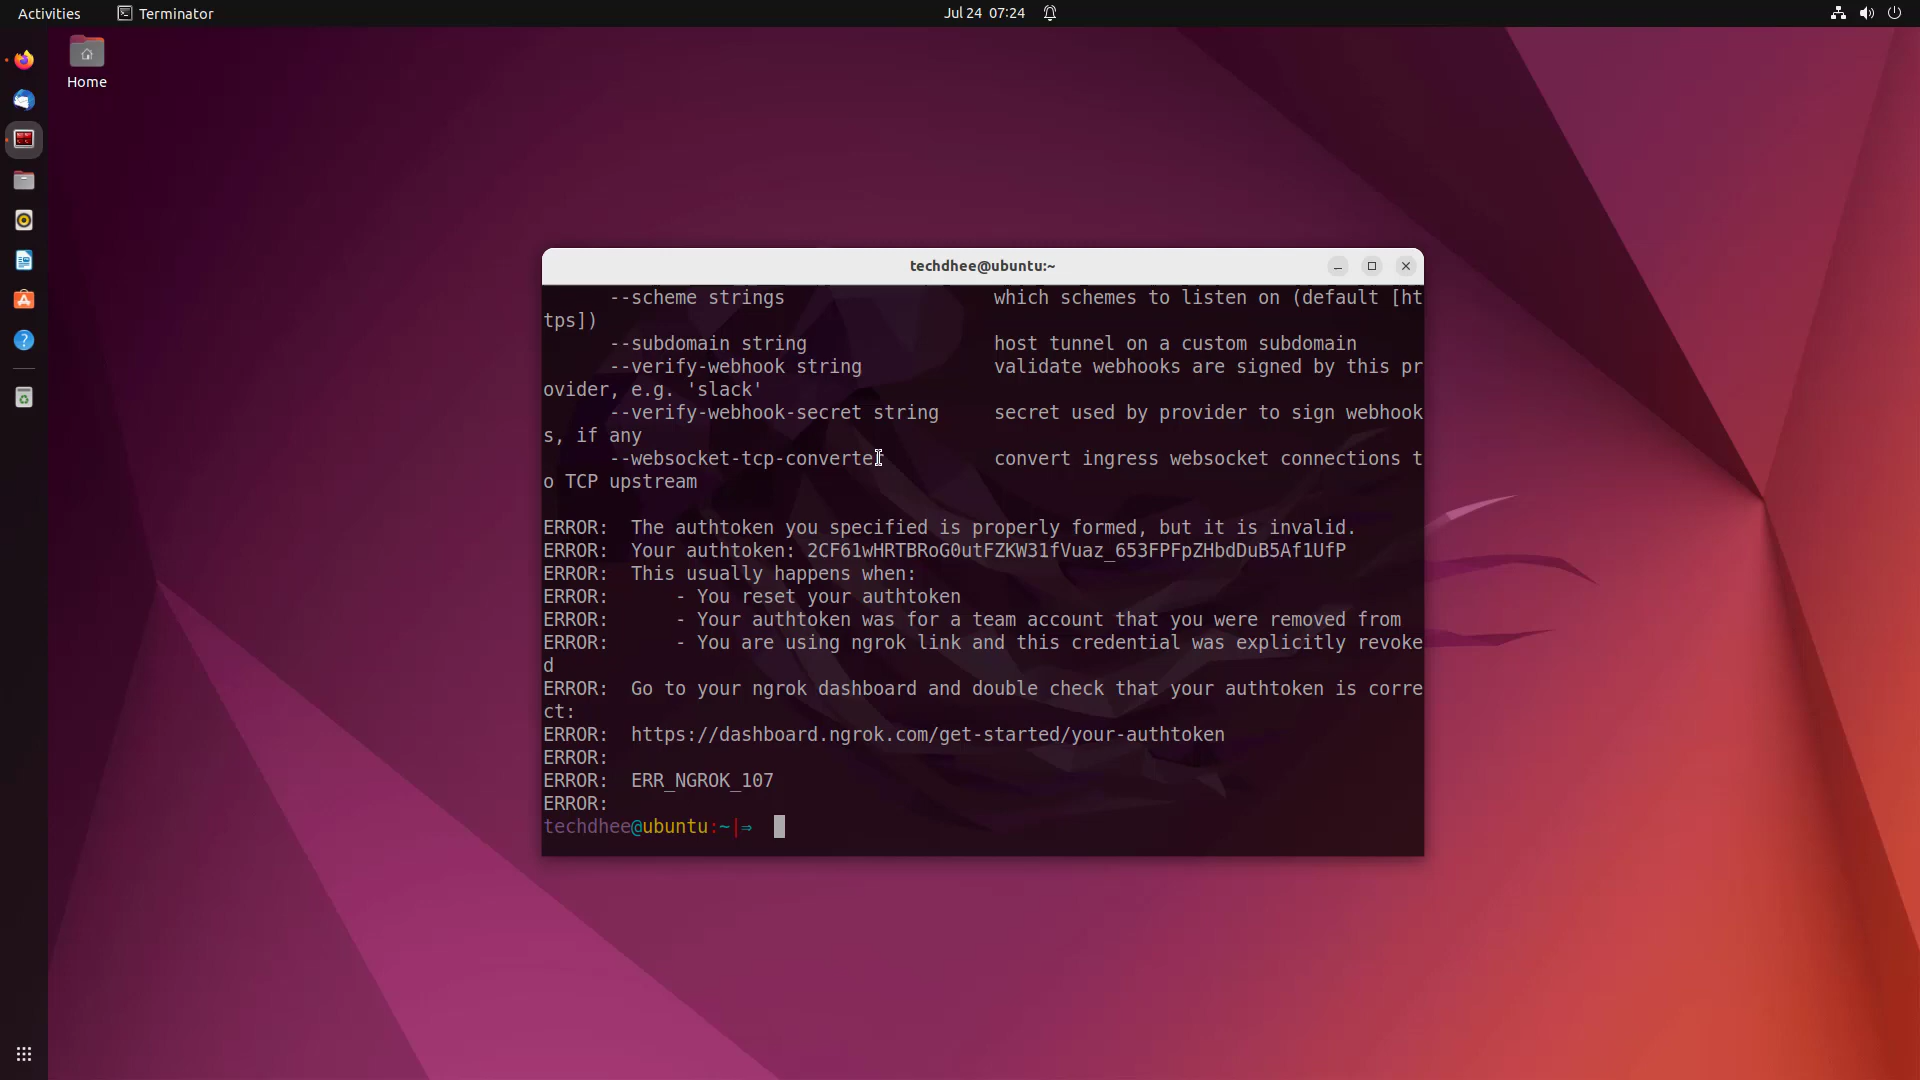 Activities
Terminator
Jul 24 07:24
Home
techdhee@ubuntu:~
--scheme strings which schemes to listen on (default [ht
tps])
--subdomain string host tunnel on a custom subdomain
--verify-webhook string validate webhooks are signed by this pr
ovider, e.g. 'slack'
--verify-webhook-secret string secret used by provider to sign webhook
s, if any
--websocket-tcp-converter convert ingress websocket connections t
o TCP upstream
ERROR: The authtoken you specified is properly formed, but it is invalid.
ERROR: Your authtoken: 2CF61wHRTBRoG0utFZKW31fVuaz_653FPFpZHbdDuB5Af1UfP
ERROR: This usually happens when:
ERROR: - You reset your authtoken
ERROR: - Your authtoken was for a team account that you were removed from
ERROR: - You are using ngrok link and this credential was explicitly revoke
d
ERROR: Go to your ngrok dashboard and double check that your authtoken is corre
ct:
ERROR: https://dashboard.ngrok.com/get-started/your-authtoken
ERROR:
ERROR: ERR_NGROK_107
ERROR:
techdhee@ubuntu:~|⇒